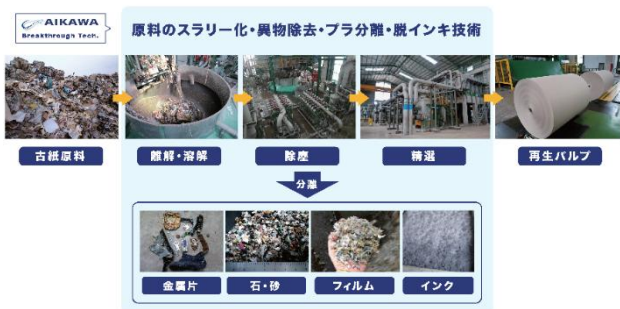 AIKAWA
Breakthrough Tech.
原料のスラリー化・異物除去・プラ分離・脱インキ技術
古紙原料
離解・溶解
除塵
精選
再生パルプ
分離
金属片
石・砂
フィルム
インク